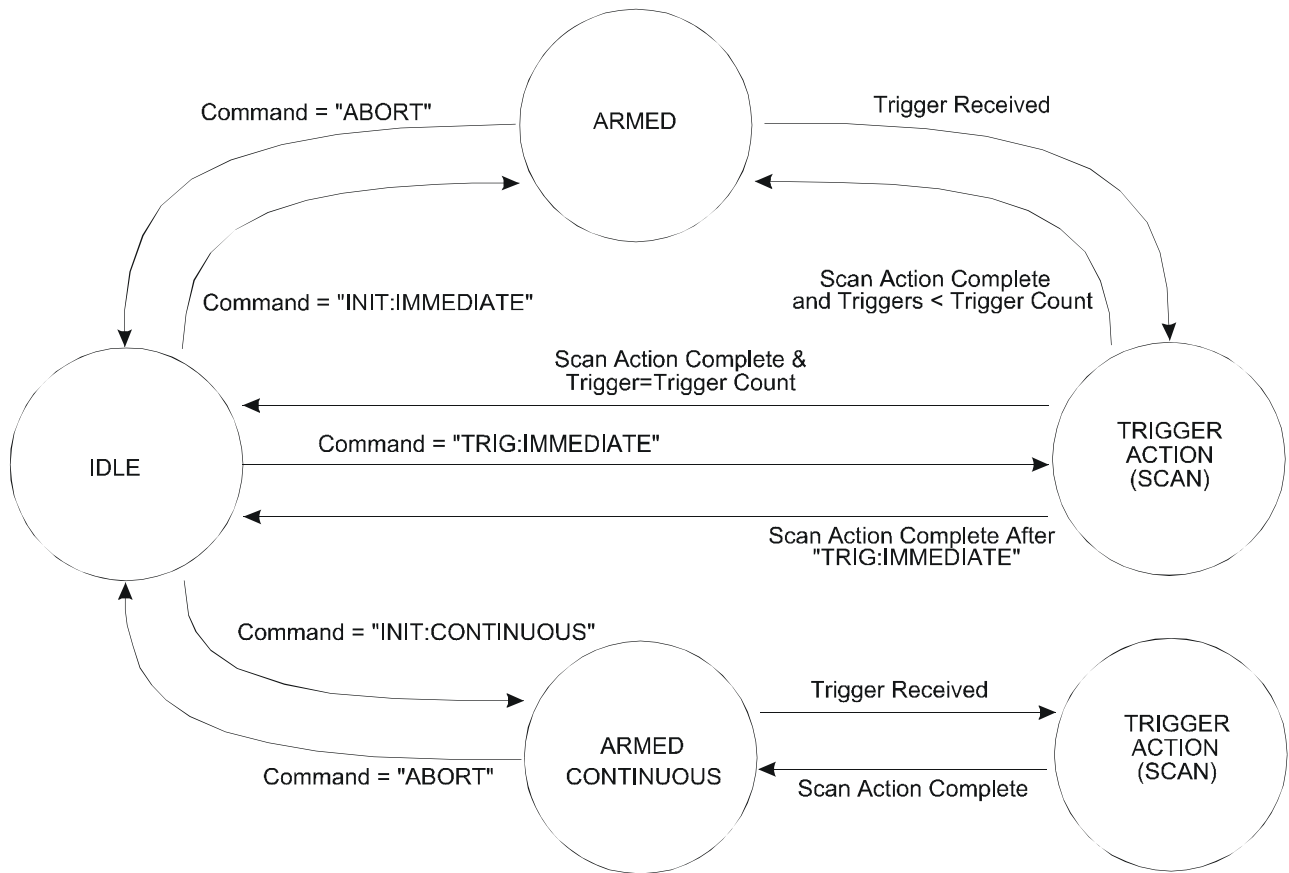 Command = "ABORT"
ARMED
Trigger Received
Command = "INIT:IMMEDIATE"
Scan Action Complete
and Triggers < Trigger Count
Scan Action Complete &
Trigger=Trigger Count
Command = "TRIG:IMMEDIATE"
IDLE
TRIGGER
ACTION
(SCAN)
Scan Action Complete After
"TRIG:IMMEDIATE"
Command = "INIT:CONTINUOUS"
Trigger Received
ARMED
CONTINUOUS
TRIGGER
ACTION
(SCAN)
Command = "ABORT"
Scan Action Complete